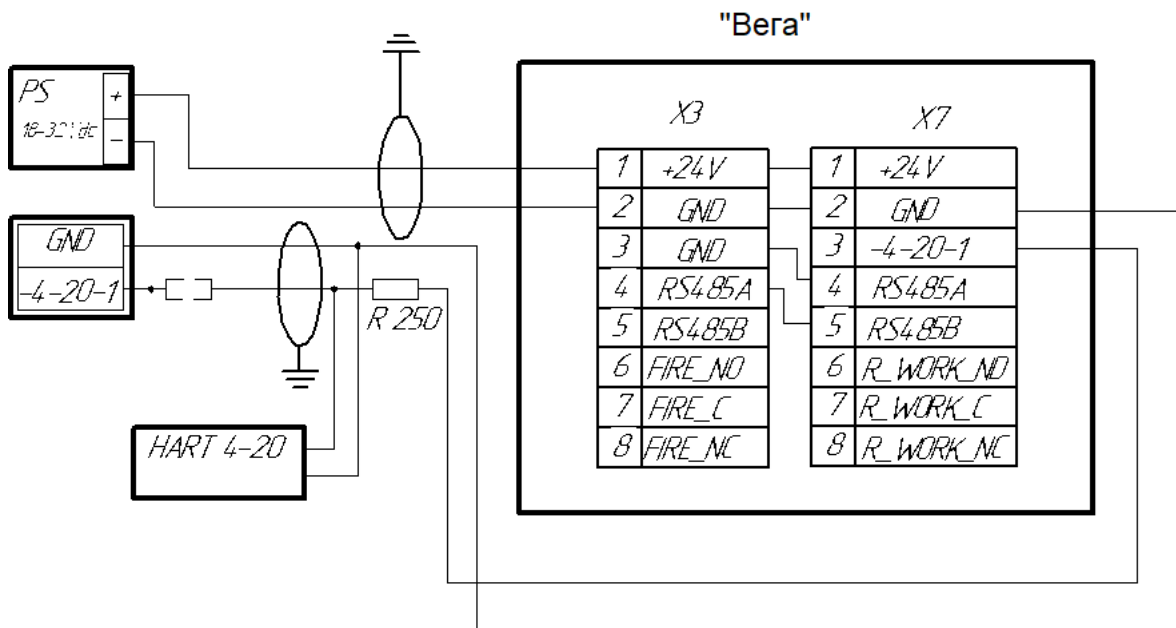 "Вега"
PS
+
18-32Vdc
-
GND
-4-20-1
R 250
HART 4-20
X3
1 +24V
2 GND
3 GND
4 RS485A
5 RS485B
6 FIRE_NO
7 FIRE_C
8 FIRE_NC
X7
1 +24V
2 GND
3 -4-20-1
4 RS485A
5 RS485B
6 R_WORK_NO
7 R_WORK_C
8 R_WORK_NC